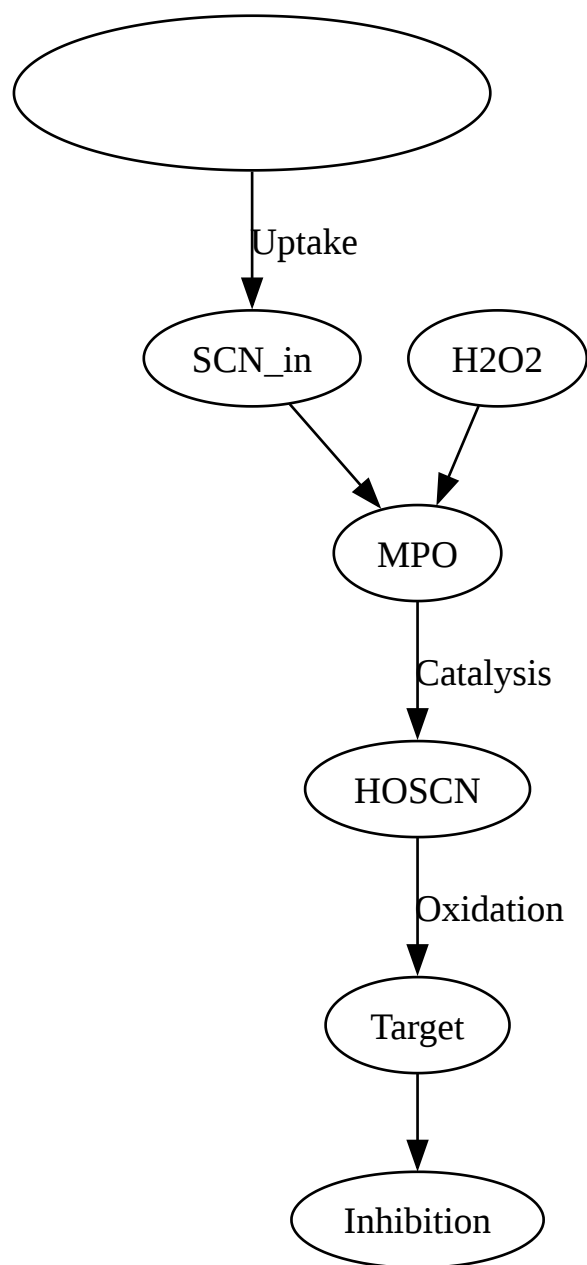 Uptake
SCN_in
H2O2
MPO
Catalysis
HOSCN
Oxidation
Target
Inhibition